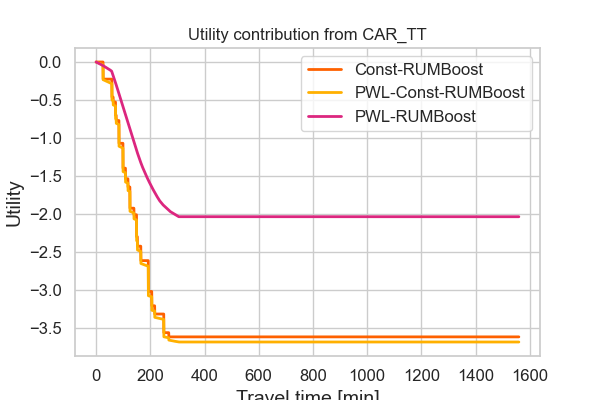 Utility contribution from CAR_TT
Const-RUMBoost
PWL-Const-RUMBoost
PWL-RUMBoost
Utility
0.0
−0.5
−1.0
−1.5
−2.0
−2.5
−3.0
−3.5
0 200 400 600 800 1000 1200 1400 1600
Travel time [min]